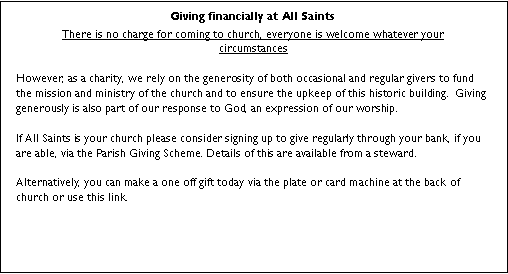 Giving financially at All Saints
There is no charge for coming to church, everyone is welcome whatever your
circumstances
However, as a charity, we rely on the generosity of both occasional and regular givers to fund
the mission and ministry of the church and to ensure the upkeep of this historic building. Giving
generously is also part of our response to God, an expression of our worship.
If All Saints is your church please consider signing up to give regularly through your bank, if you
are able, via the Parish Giving Scheme. Details of this are available from a steward.
Alternatively, you can make a one off gift today via the plate or card machine at the back of
church or use this link.